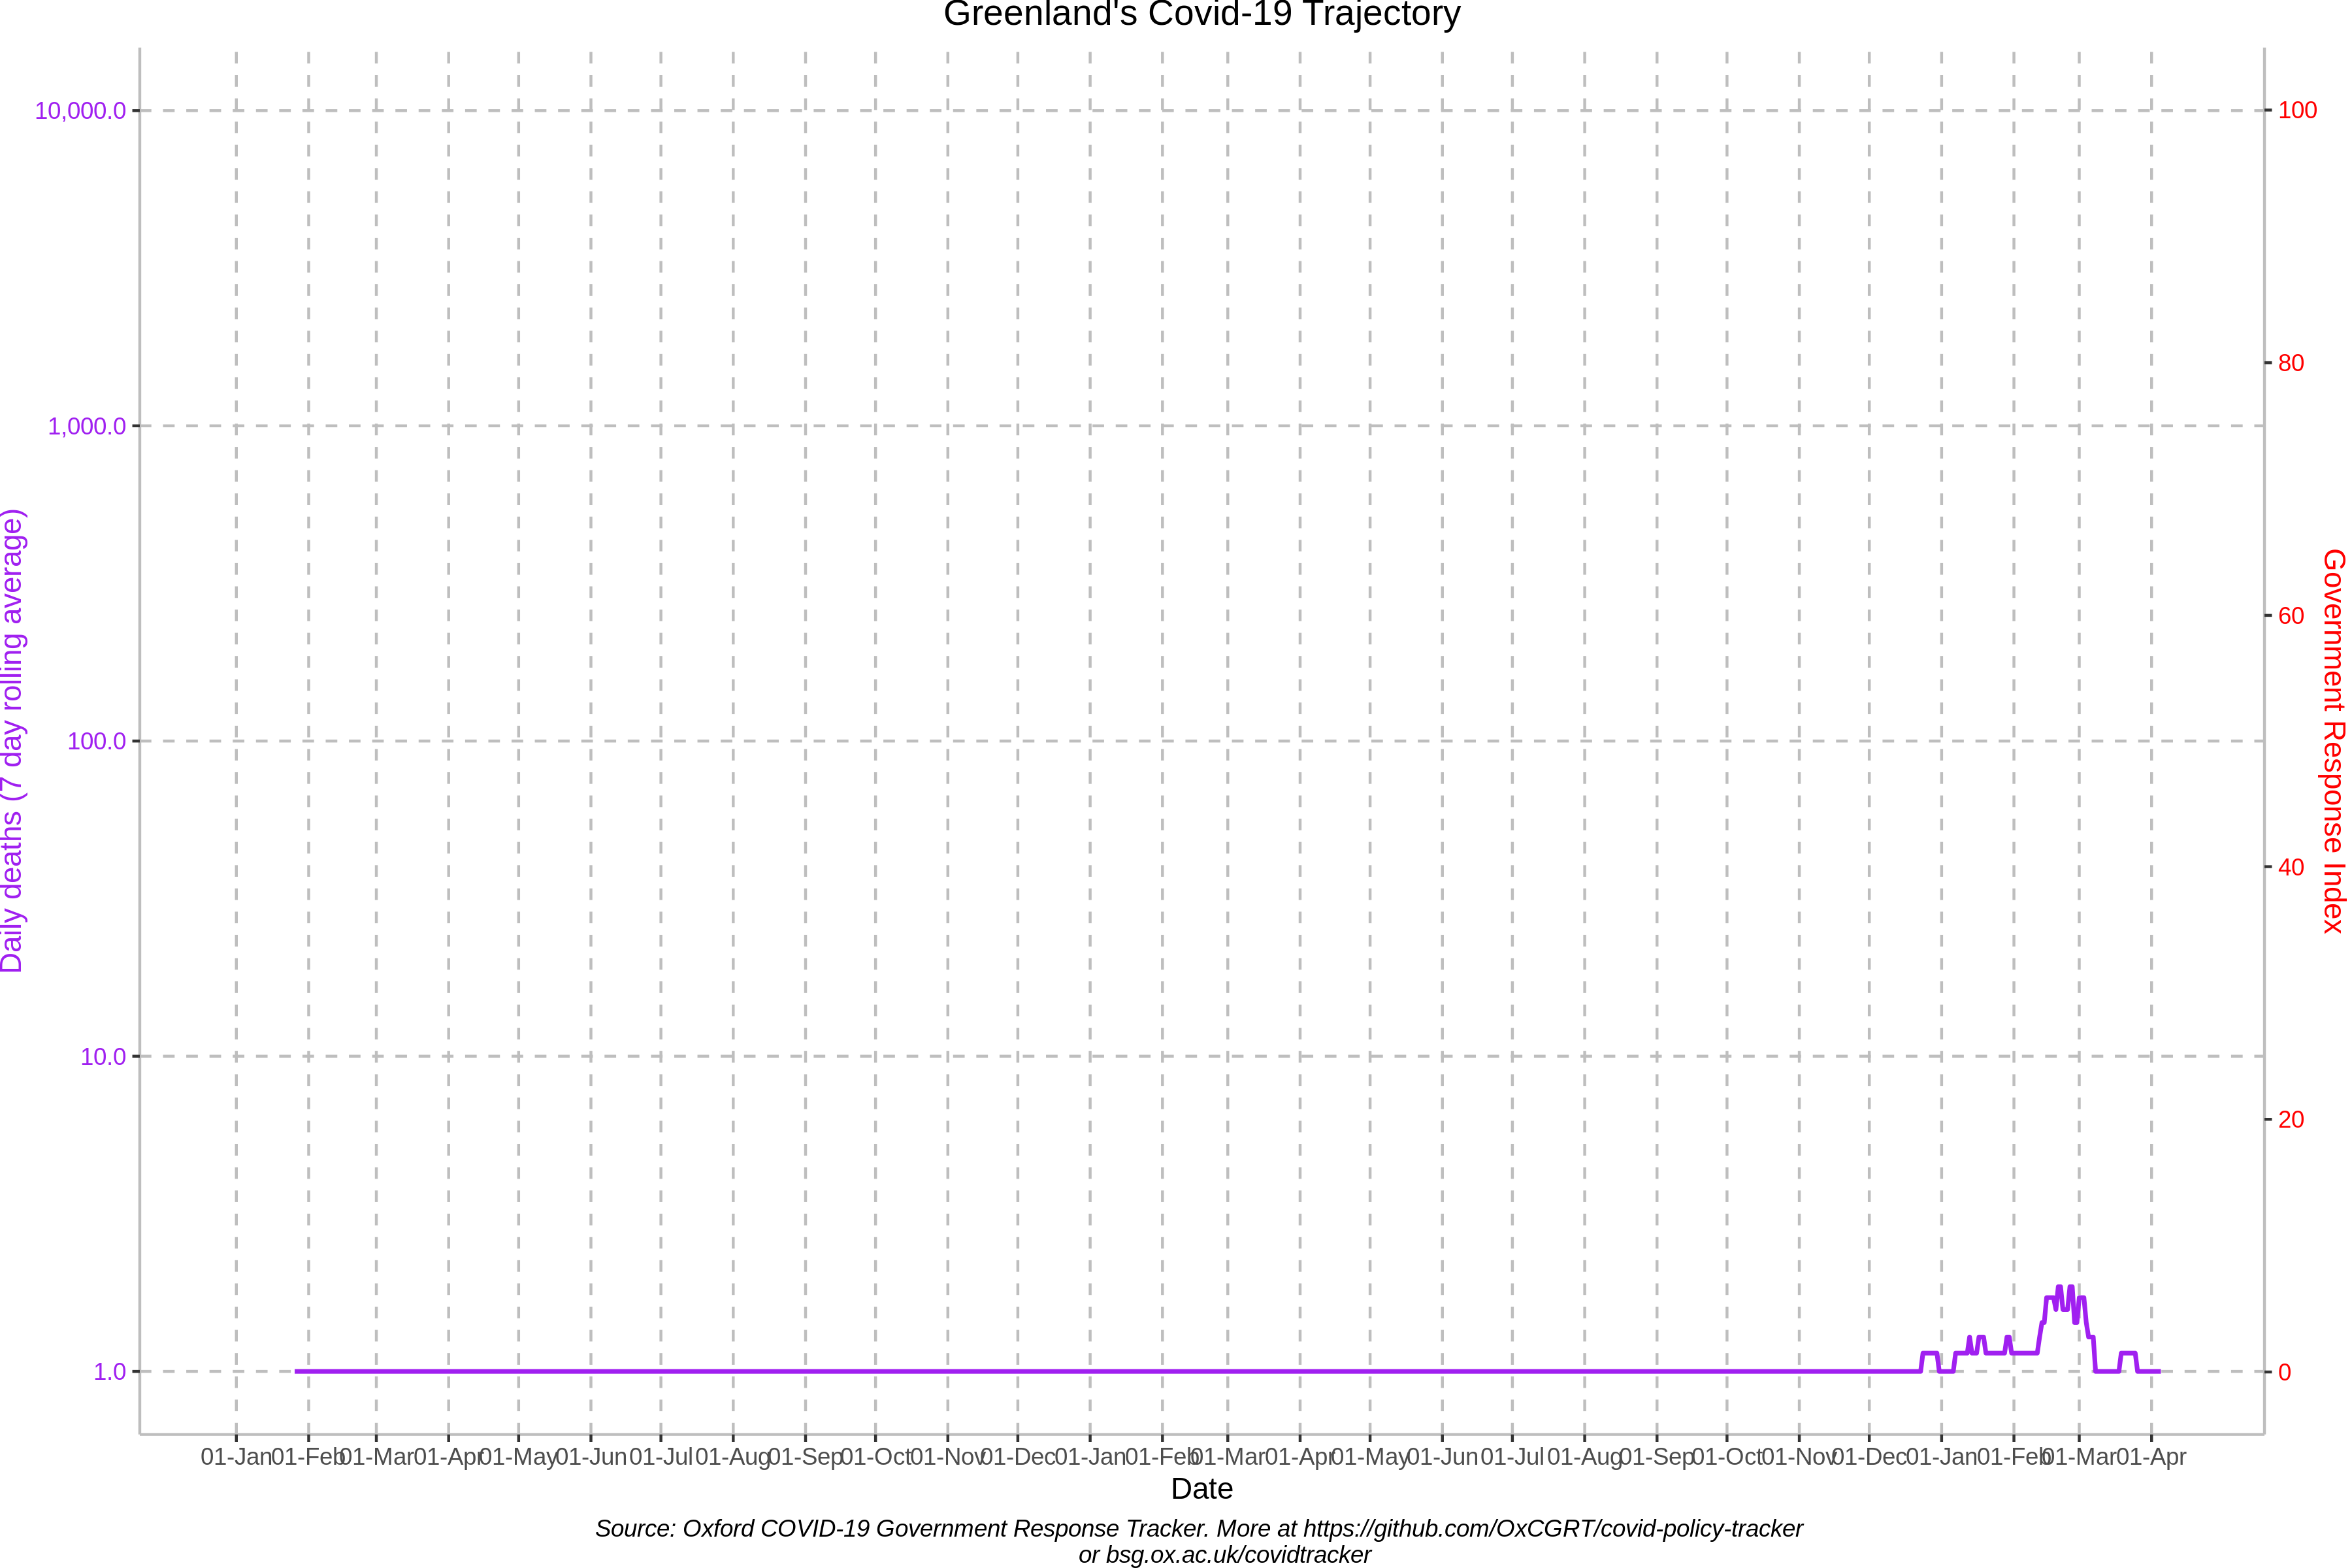 Greenland's Covid-19 Trajectory
10,000.0
1,000.0
100.0
10.0
1.0
Daily deaths (7 day rolling average)
100
80
60
40
20
0
Government Response Index
01-Jan 01-Feb 01-Mar 01-Apr 01-May 01-Jun 01-Jul 01-Aug 01-Sep 01-Oct 01-Nov 01-Dec 01-Jan 01-Feb 01-Mar 01-Apr 01-May 01-Jun 01-Jul 01-Aug 01-Sep 01-Oct 01-Nov 01-Dec 01-Jan 01-Feb 01-Mar 01-Apr
Date
Source: Oxford COVID-19 Government Response Tracker. More at https://github.com/OxCGRT/covid-policy-tracker
or bsg.ox.ac.uk/covidtracker